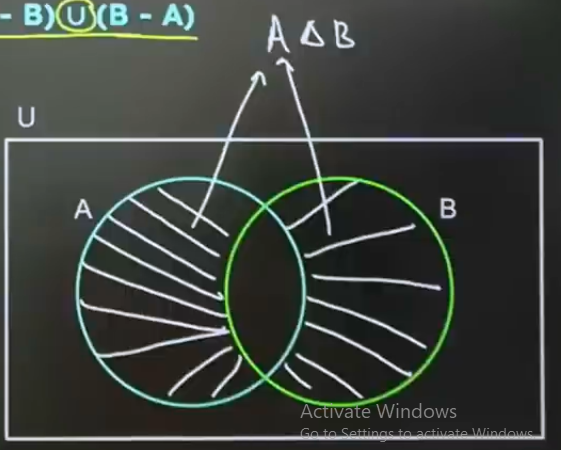 - B) U (B - A)
A Δ B
U
A
B
Activate Windows
Go to Settings to activate Windows.